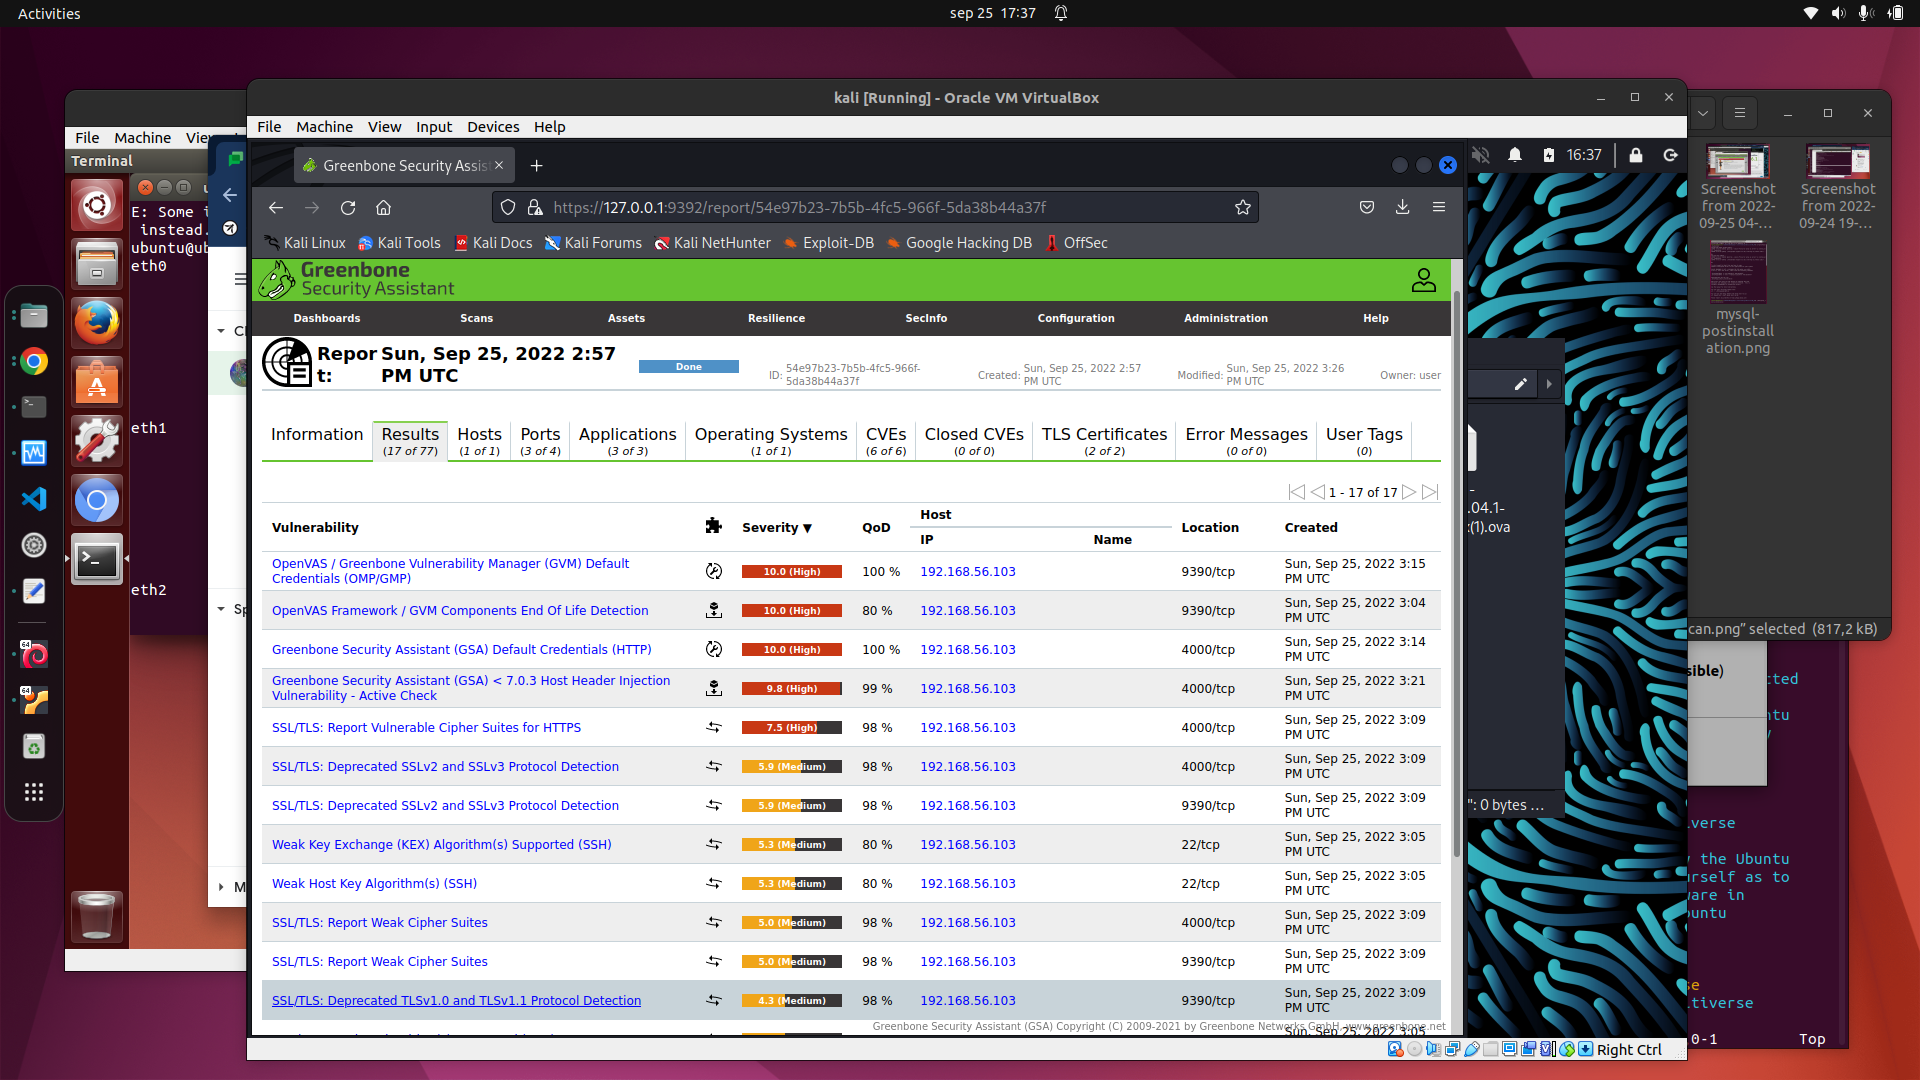 Activities
sep 25 17:37
File Machine View
Terminal
E: Some
instead.
ubuntu@ub
eth0
eth1
eth2
kali [Running] - Oracle VM VirtualBox
File Machine View Input Devices Help
Greenbone Security Assis
16:37
https://127.0.0.1:9392/report/54e97b23-7b5b-4fc5-966f-5da38b44a37f
Kali Linux Kali Tools Kali Docs Kali Forums Kali NetHunter Exploit-DB Google Hacking DB OffSec
Greenbone
Security Assistant
Dashboards Scans Assets Resilience SecInfo Configuration Administration Help
Repor
t:
Sun, Sep 25, 2022 2:57
PM UTC
Done
ID: 54e97b23-7b5b-4fc5-966f-
5da38b44a37f
Created: Sun, Sep 25, 2022 2:57
PM UTC
Modified: Sun, Sep 25, 2022 3:26
PM UTC
Owner: user
Information Results Hosts Ports Applications Operating Systems CVEs Closed CVEs TLS Certificates Error Messages User Tags
(17 of 77) (1 of 1) (3 of 4) (3 of 3) (1 of 1) (6 of 6) (0 of 0) (2 of 2) (0 of 0) (0)
1 - 17 of 17
Vulnerability Severity ▼ QoD Host Location Created
IP Name
OpenVAS / Greenbone Vulnerability Manager (GVM) Default
Credentials (OMP/GMP)
10.0 (High) 100 % 192.168.56.103 9390/tcp Sun, Sep 25, 2022 3:15
PM UTC
OpenVAS Framework / GVM Components End Of Life Detection 10.0 (High) 80 % 192.168.56.103 9390/tcp Sun, Sep 25, 2022 3:04
PM UTC
Greenbone Security Assistant (GSA) Default Credentials (HTTP) 10.0 (High) 100 % 192.168.56.103 4000/tcp Sun, Sep 25, 2022 3:14
PM UTC
Greenbone Security Assistant (GSA) < 7.0.3 Host Header Injection
Vulnerability - Active Check
9.8 (High) 99 % 192.168.56.103 4000/tcp Sun, Sep 25, 2022 3:21
PM UTC
SSL/TLS: Report Vulnerable Cipher Suites for HTTPS 7.5 (High) 98 % 192.168.56.103 4000/tcp Sun, Sep 25, 2022 3:09
PM UTC
SSL/TLS: Deprecated SSLv2 and SSLv3 Protocol Detection 5.9 (Medium) 98 % 192.168.56.103 4000/tcp Sun, Sep 25, 2022 3:09
PM UTC
SSL/TLS: Deprecated SSLv2 and SSLv3 Protocol Detection 5.9 (Medium) 98 % 192.168.56.103 9390/tcp Sun, Sep 25, 2022 3:09
PM UTC
Weak Key Exchange (KEX) Algorithm(s) Supported (SSH) 5.3 (Medium) 80 % 192.168.56.103 22/tcp Sun, Sep 25, 2022 3:05
PM UTC
Weak Host Key Algorithm(s) (SSH) 5.3 (Medium) 80 % 192.168.56.103 22/tcp Sun, Sep 25, 2022 3:05
PM UTC
SSL/TLS: Report Weak Cipher Suites 5.0 (Medium) 98 % 192.168.56.103 4000/tcp Sun, Sep 25, 2022 3:09
PM UTC
SSL/TLS: Report Weak Cipher Suites 5.0 (Medium) 98 % 192.168.56.103 9390/tcp Sun, Sep 25, 2022 3:09
PM UTC
SSL/TLS: Deprecated TLSv1.0 and TLSv1.1 Protocol Detection 4.3 (Medium) 98 % 192.168.56.103 9390/tcp Sun, Sep 25, 2022 3:09
PM UTC
Greenbone Security Assistant (GSA) Copyright (C) 2009-2021 by Greenbone Networks GmbH, www.greenbone.net
Right Ctrl
.04.1-
(1).ova
": 0 bytes ...
Screenshot
from 2022-
09-25 04-...
Screenshot
from 2022-
09-24 19-...
mysql-
postinstall
ation.png
can.png" selected (817,2 kB)
sible)
cted
ntu
iverse
y the Ubuntu
urself as to
ware in
buntu
se
ltiverse
0-1 Top